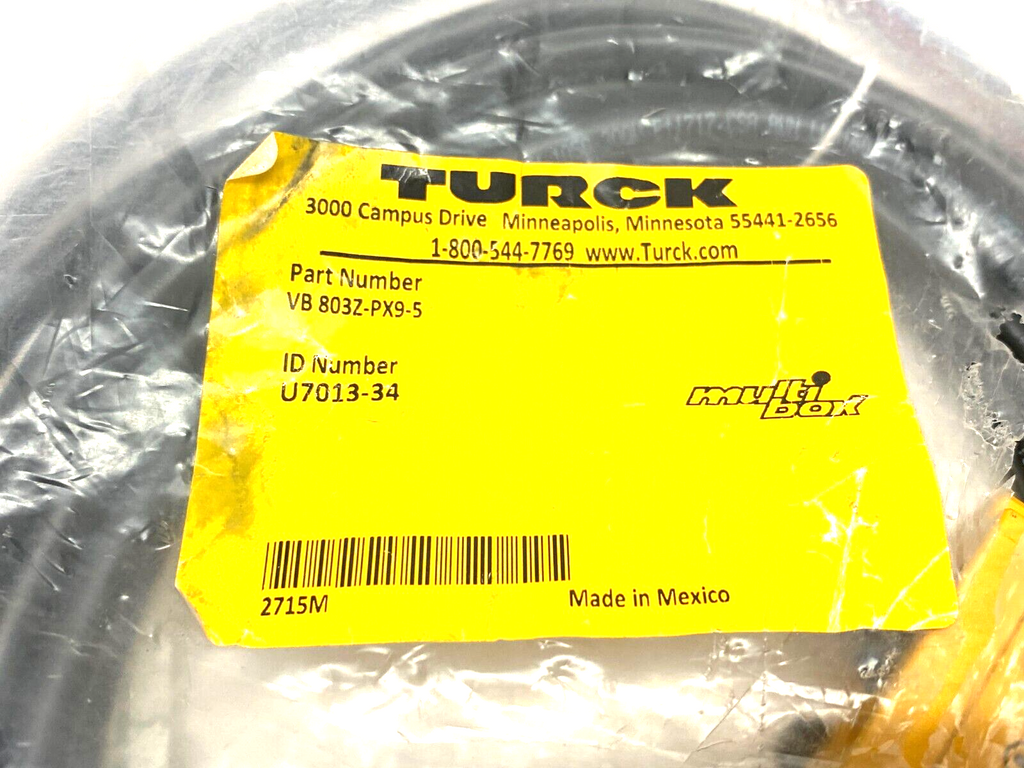 TURCK
3000 Campus Drive Minneapolis, Minnesota 55441-2656
1-800-544-7769 www.Turck.com
Part Number
VB 803Z-PX9-5
ID Number
U7013-34
multi
box
2715M
Made in Mexico